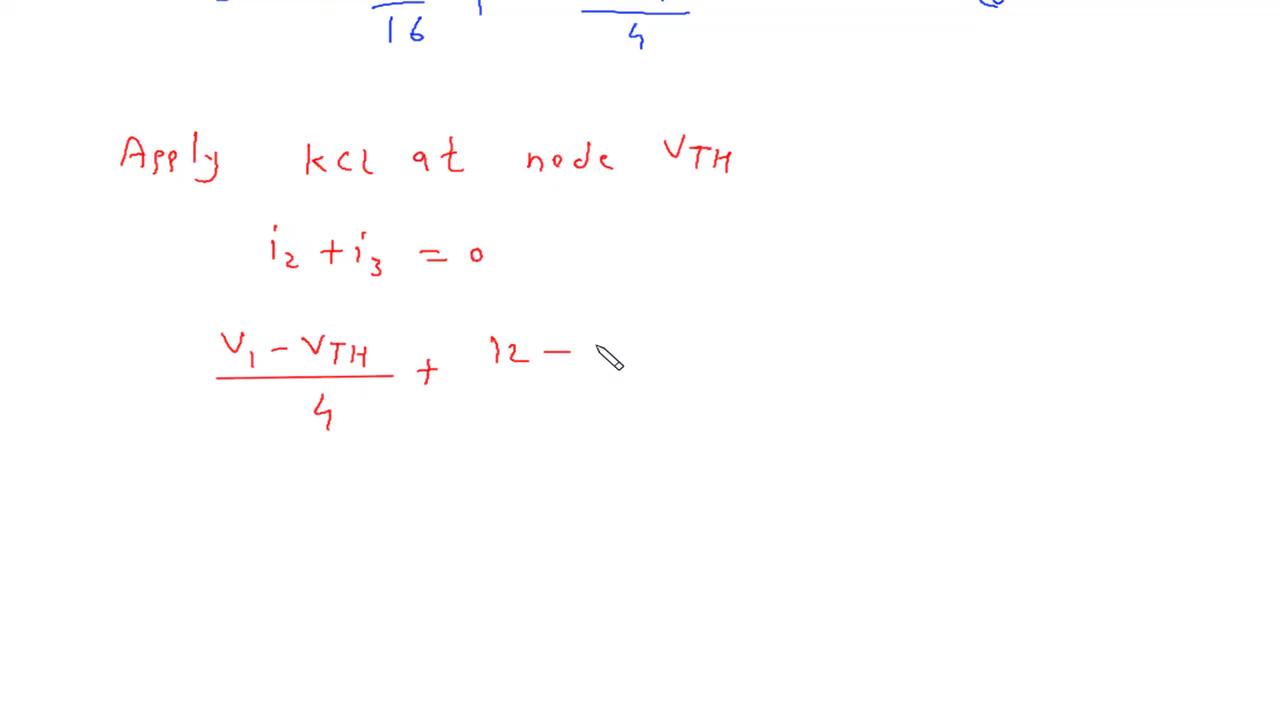 16 4
Apply kcl at node VTH
i2 + i3 = 0
V1 - VTH + 12 -
4